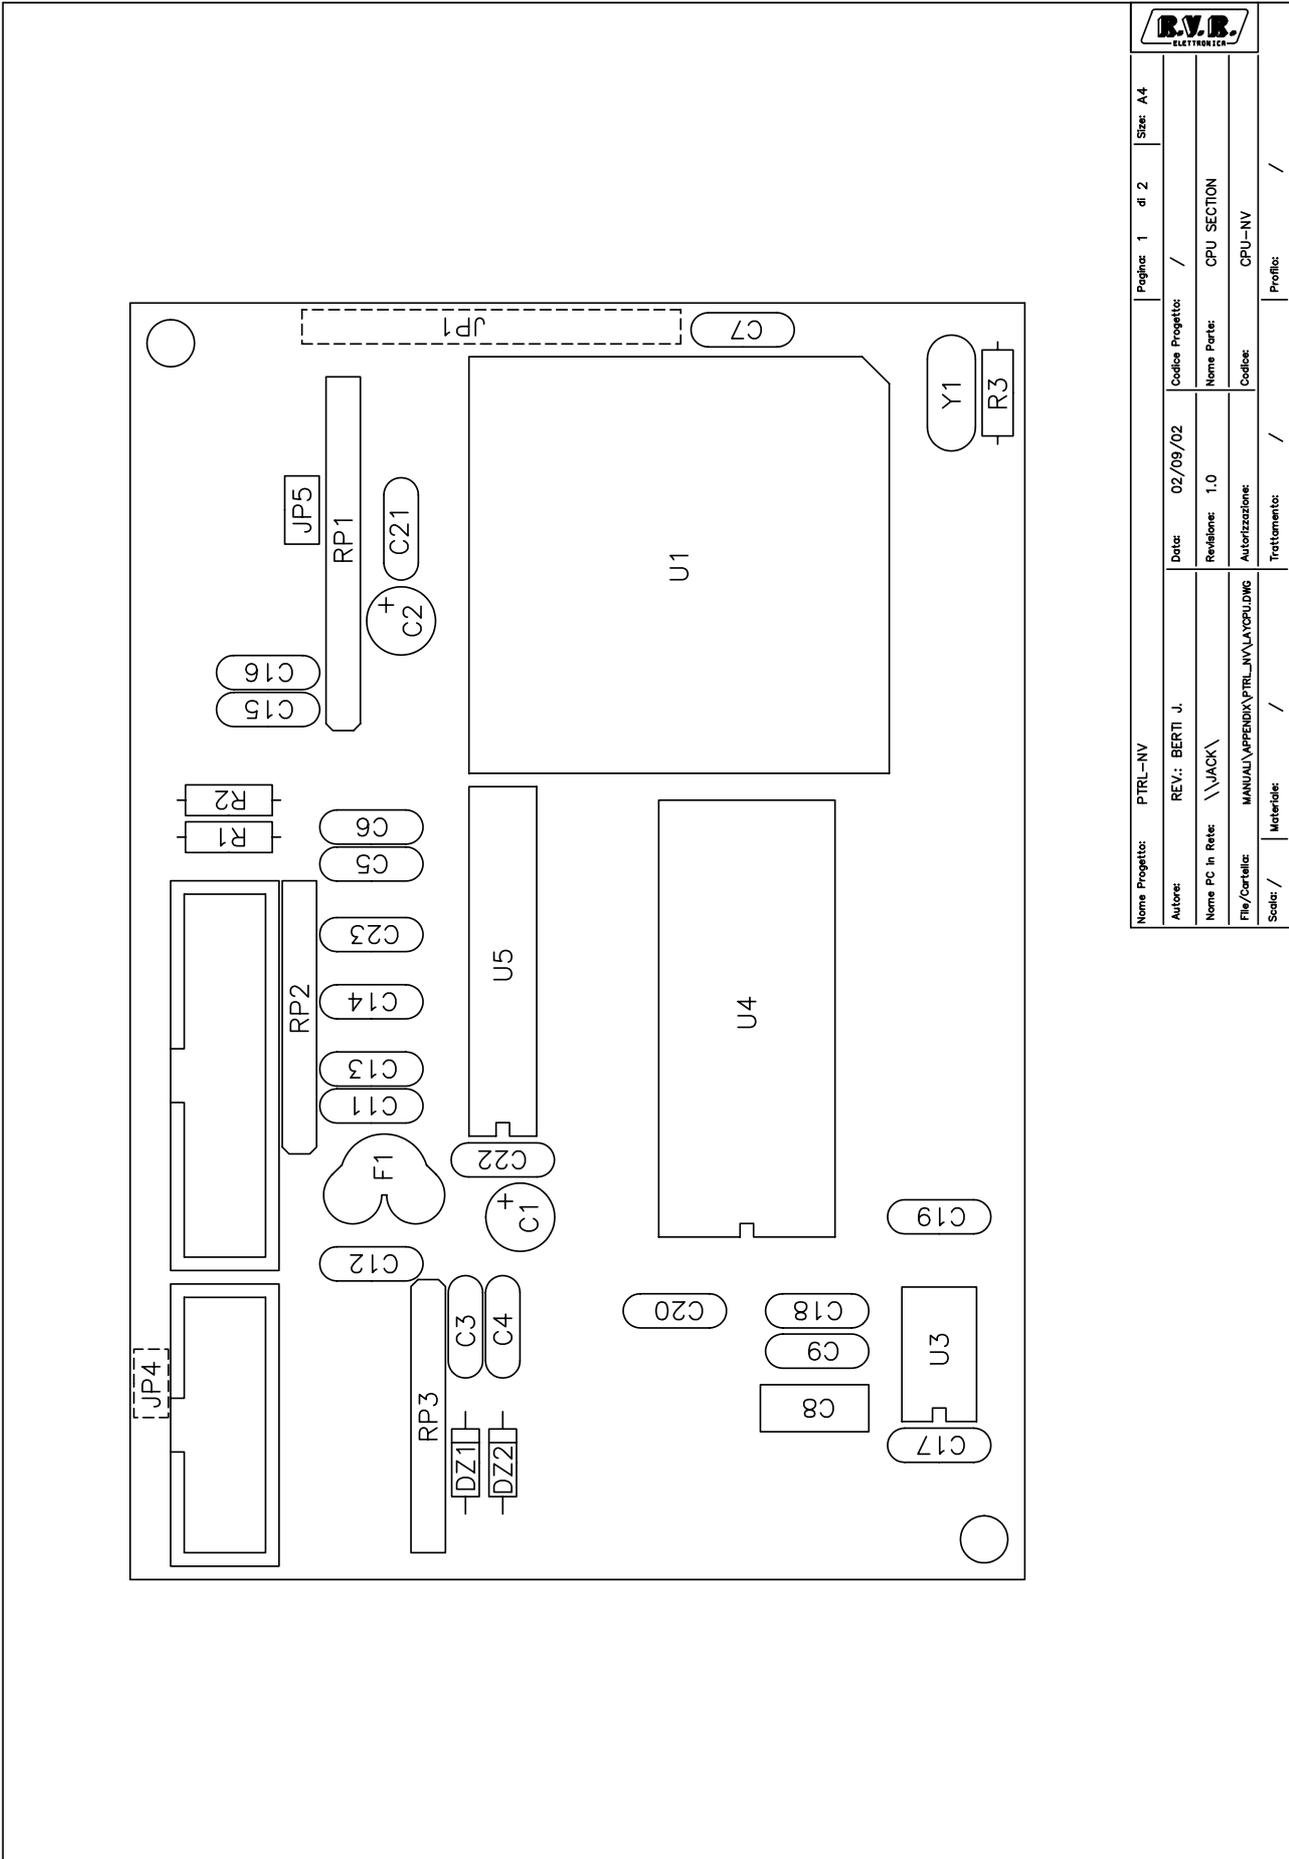 R.V.R.
ELETTRONICA
Nome Progetto: PTRL-NV
Pagina: 1 di 2
Size: A4
Autore: REV.: BERTI J.
Data: 02/09/02
Codice Progetto: /
Nome PC in Rete: \\JACK\
Revisione: 1.0
Nome Parte: CPU SECTION
File/Cartella: MANUALI\APPENDIX\PTRL_NV\LAYCPU.DWG
Autorizzazione:
Codice: CPU-NV
Scala: /
Materiale: /
Trattamento: /
Profilo: /
JP1
C7
Y1
R3
JP5
RP1
C21
C2
U1
C16
C15
R2
R1
C6
C5
C23
RP2
C14
C13
C11
U5
U4
F1
C22
C1
C12
C19
C3
C4
C20
C18
C9
U3
JP4
RP3
C8
DZ1
DZ2
C17